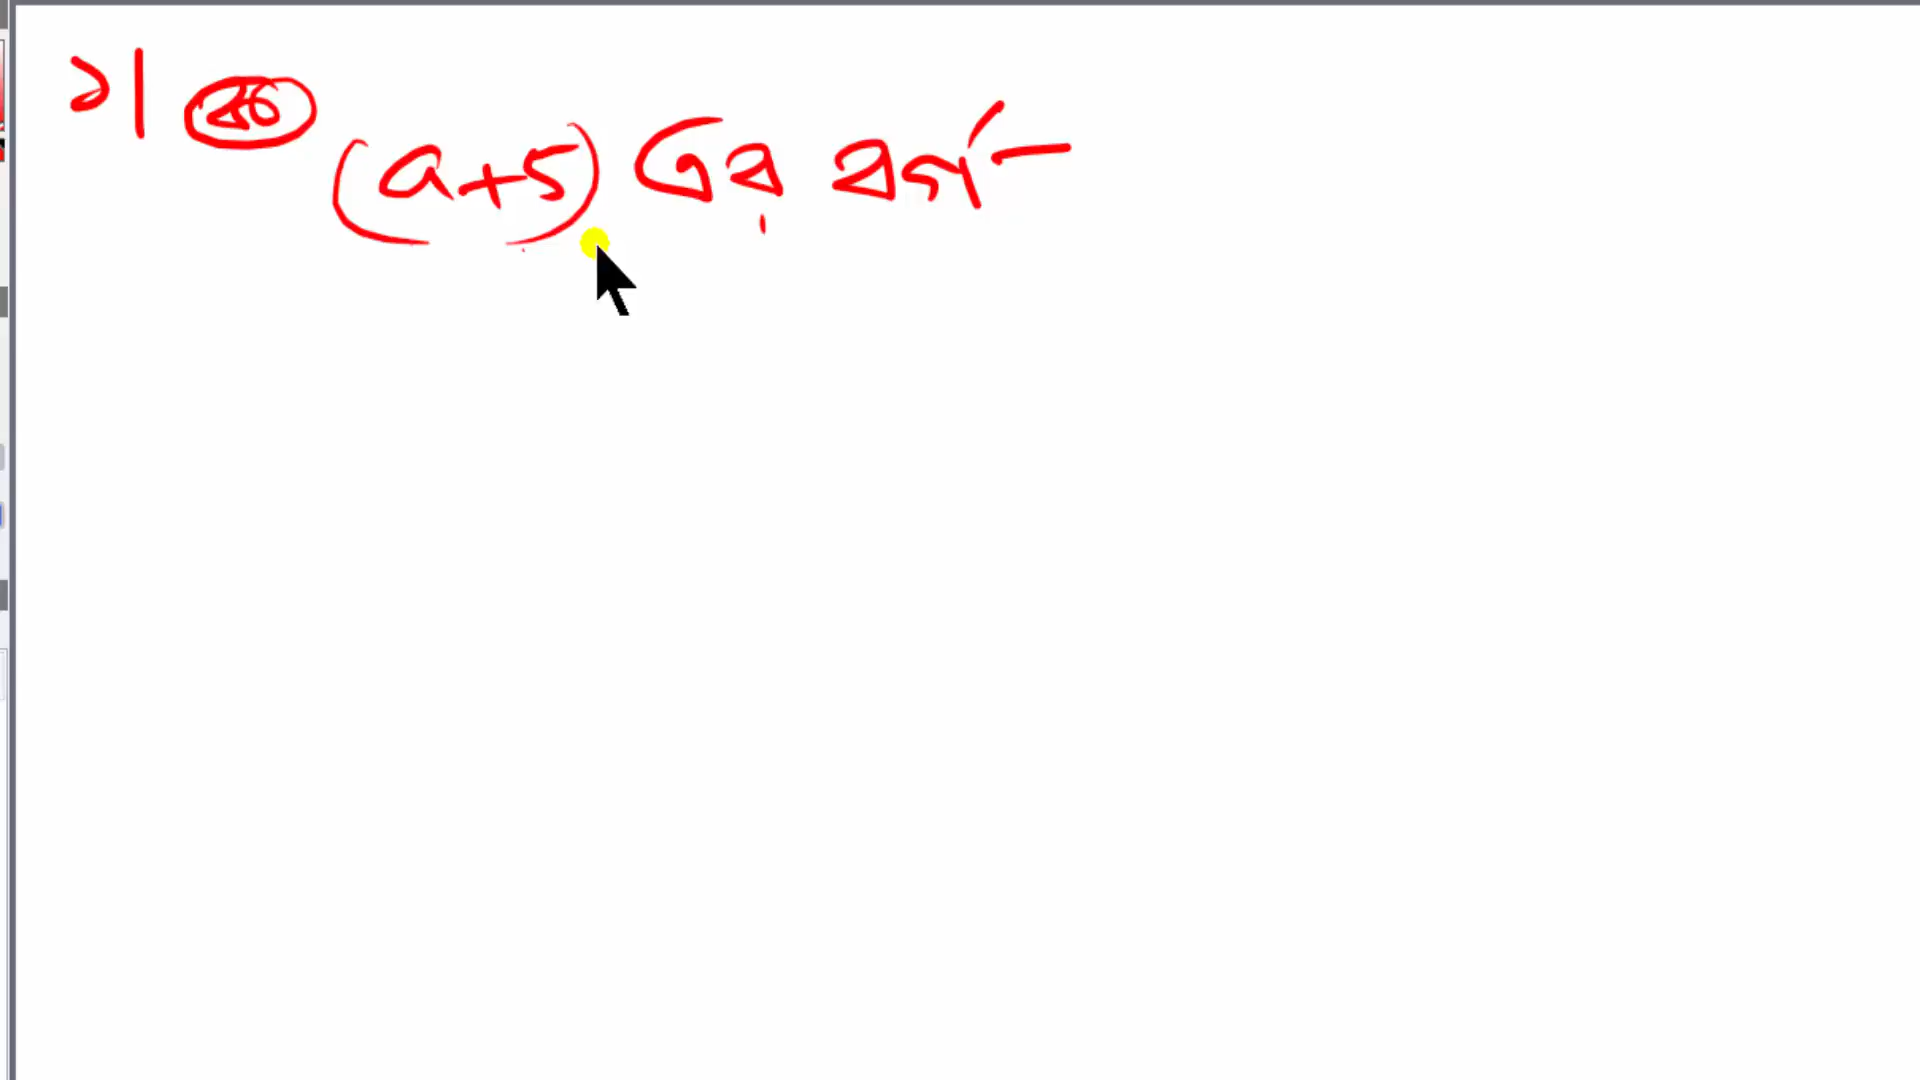 ১| ক
(a+5) এর বর্গ =